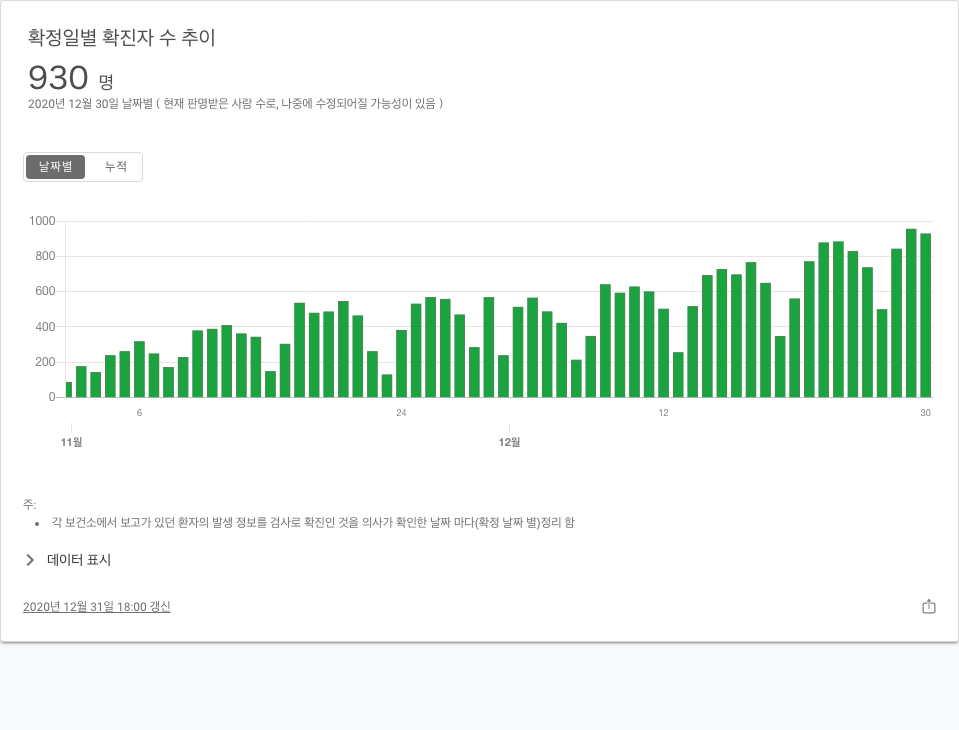 확정일별 확진자 수 추이
930 명
2020년 12월 30일 날짜별 ( 현재 판명받은 사람 수로, 나중에 수정되어질 가능성이 있음 )
날짜별 누적
1000
800
600
400
200
0
6 24 12 30
11월 12월
주:
• 각 보건소에서 보고가 있던 환자의 발생 정보를 검사로 확진인 것을 의사가 확인한 날짜 마다(확정 날짜 별)정리 함
데이터 표시
2020년 12월 31일 18:00 갱신